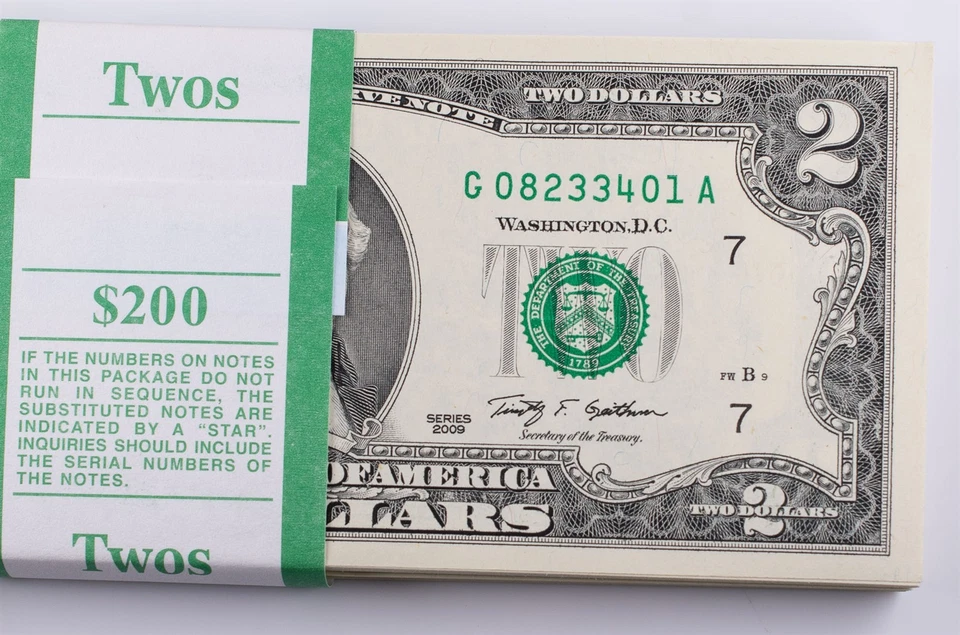 Twos
$200
IF THE NUMBERS ON NOTES
IN THIS PACKAGE DO NOT
RUN IN SEQUENCE, THE
SUBSTITUTED NOTES ARE
INDICATED BY A “STAR”.
INQUIRIES SHOULD INCLUDE
THE SERIAL NUMBERS OF
THE NOTES.
Twos
TWO DOLLARS
2
G 08233401 A
WASHINGTON, D.C.
7
TWO
THE DEPARTMENT OF THE TREASURY
1789
FW B 9
7
SERIES
2009
Timothy F. Geithner
Secretary of the Treasury.
OF AMERICA
2
TWO DOLLARS